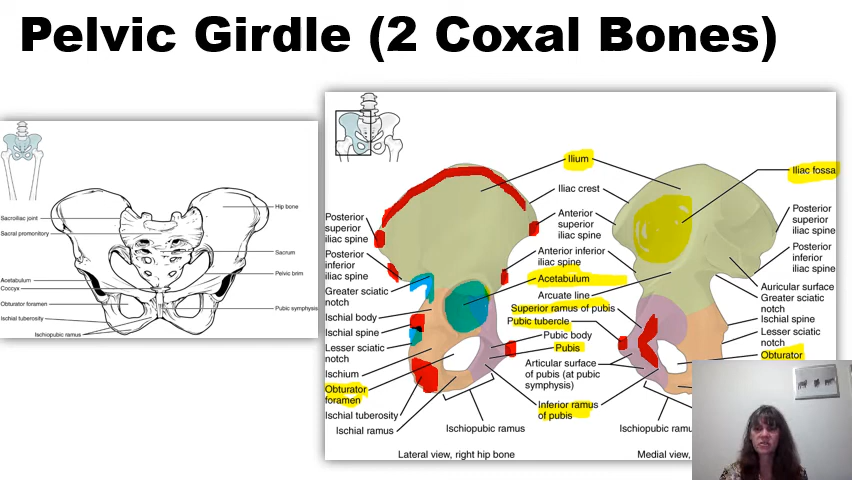 Pelvic Girdle (2 Coxal Bones)
Sacroiliac joint
Sacral promontory
Acetabulum
Coccyx
Obturator foramen
Ischial tuberosity
Ischiopubic ramus
Hip bone
Sacrum
Pelvic brim
Pubic symphysis
Posterior
superior
iliac spine
Posterior
inferior
iliac spine
Greater sciatic
notch
Ischial body
Ischial spine
Lesser sciatic
notch
Ischium
Obturator
foramen
Ischial tuberosity
Ischial ramus
Ischiopubic ramus
Lateral view, right hip bone
Ilium
Iliac crest
Anterior
superior
iliac spine
Anterior inferior
iliac spine
Acetabulum
Arcuate line
Superior ramus of pubis
Pubic tubercle
Pubic body
Pubis
Articular surface
of pubis (at pubic
symphysis)
Inferior ramus
of pubis
Iliac fossa
Posterior
superior
iliac spine
Posterior
inferior
iliac spine
Auricular surface
Greater sciatic
notch
Ischial spine
Lesser sciatic
notch
Obturator
Ischiopubic
Medial view,